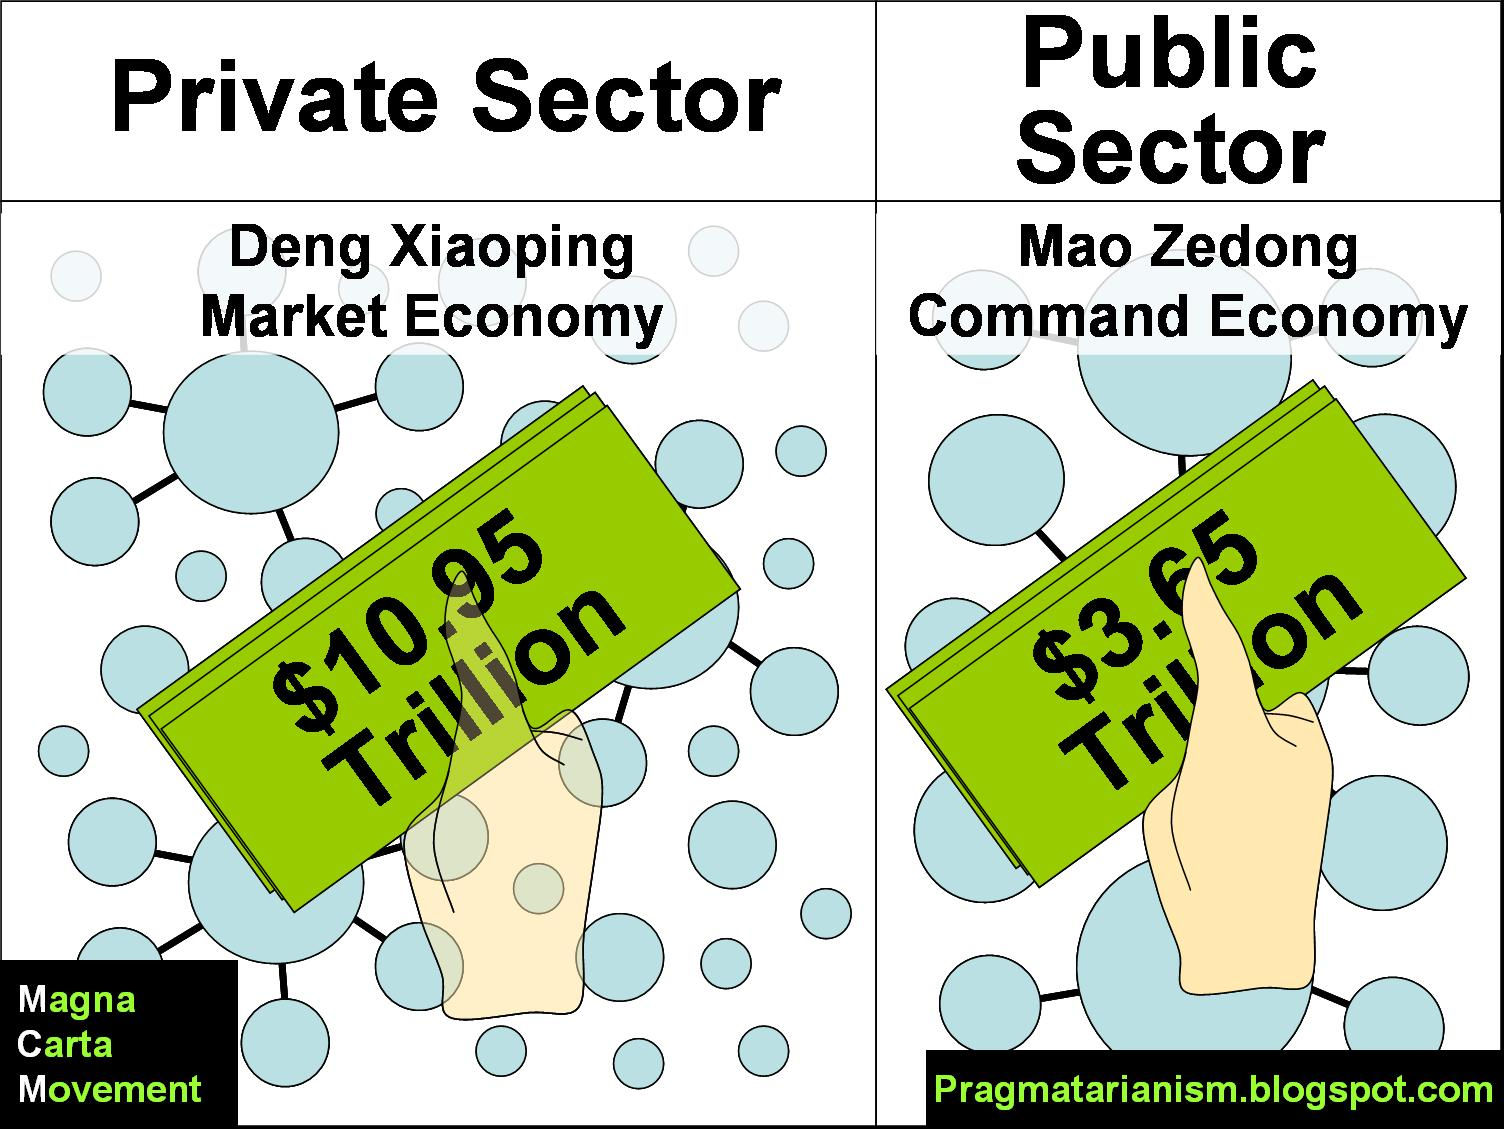 Private Sector
Public
Sector
Deng Xiaoping
Market Economy
Mao Zedong
Command Economy
$10.95
Trillion
$3.65
Trillion
Magna
Carta
Movement
Pragmatarianism.blogspot.com